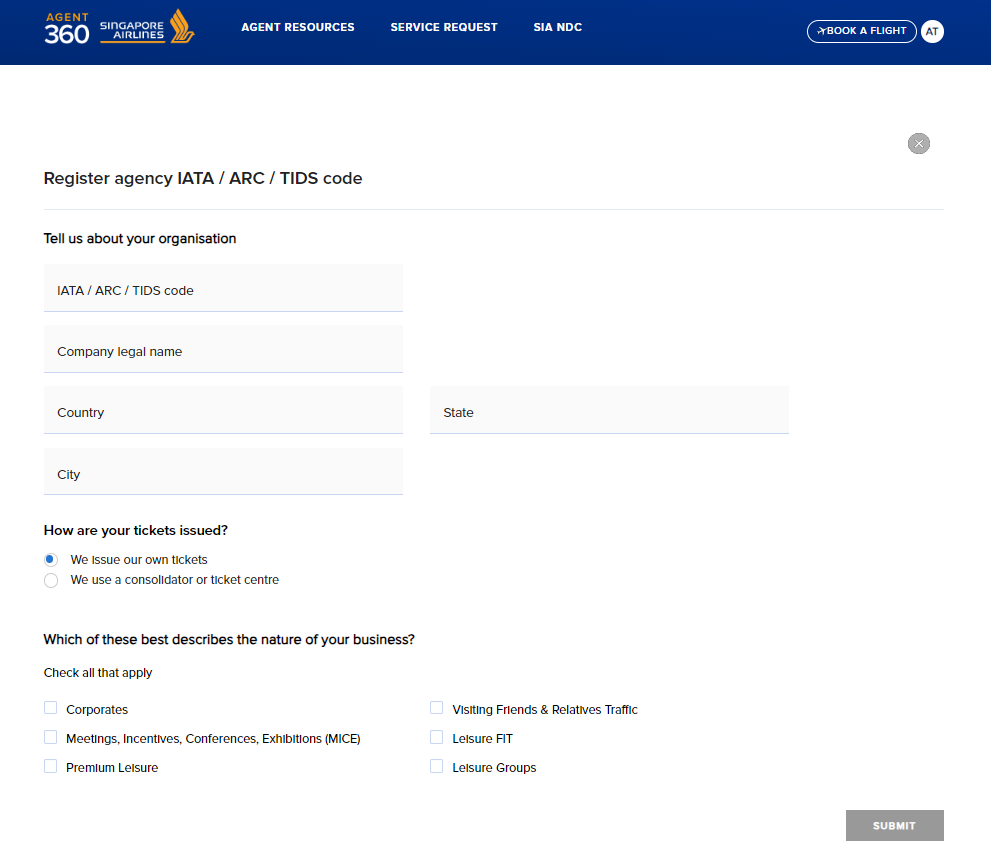 AGENT
360 SINGAPORE AIRLINES
AGENT RESOURCES SERVICE REQUEST SIA NDC
BOOK A FLIGHT AT
Register agency IATA / ARC / TIDS code
Tell us about your organisation
IATA / ARC / TIDS code
Company legal name
Country State
City
How are your tickets issued?
We issue our own tickets
We use a consolidator or ticket centre
Which of these best describes the nature of your business?
Check all that apply
Corporates Visiting Friends & Relatives Traffic
Meetings, Incentives, Conferences, Exhibitions (MICE) Leisure FIT
Premium Leisure Leisure Groups
SUBMIT